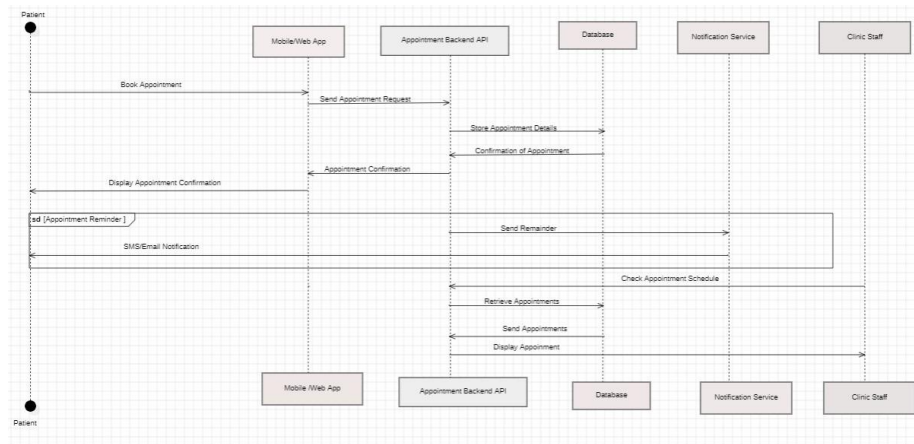 Patient
Mobile/Web App
Appointment Backend API
Database
Notification Service
Clinic Staff
Book Appointment
Send Appointment Request
Store Appointment Details
Confirmation of Appointment
Appointment Confirmation
Display Appointment Confirmation
sd [Appointment Reminder ]
Send Remainder
SMS/Email Notification
Check Appointment Schedule
Retrieve Appointments
Send Appointments
Display Appoinment
Mobile /Web App
Appointment Backend API
Database
Notification Service
Clinic Staff
Patient